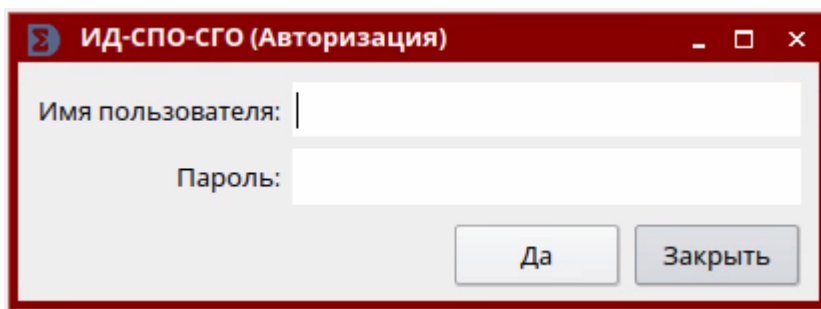 ИД-СПО-СГО (Авторизация)
Имя пользователя:
Пароль:
Да Закрыть